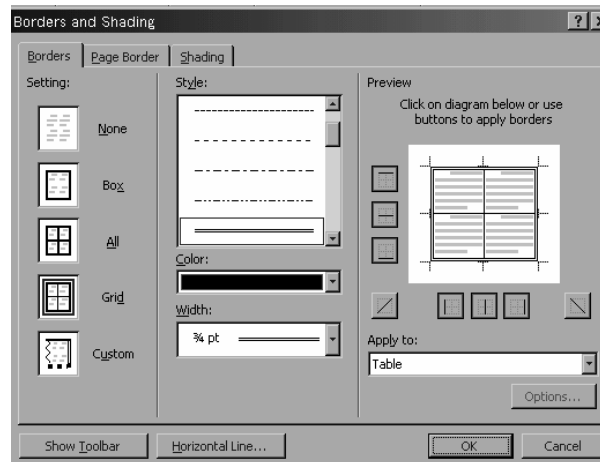 Borders and Shading
Borders
Page Border
Shading
Setting:
None
Box
All
Grid
Custom
Style:
Color:
Width:
¾ pt
Preview
Click on diagram below or use
buttons to apply borders
Apply to:
Table
Options...
Show Toolbar
Horizontal Line...
OK
Cancel